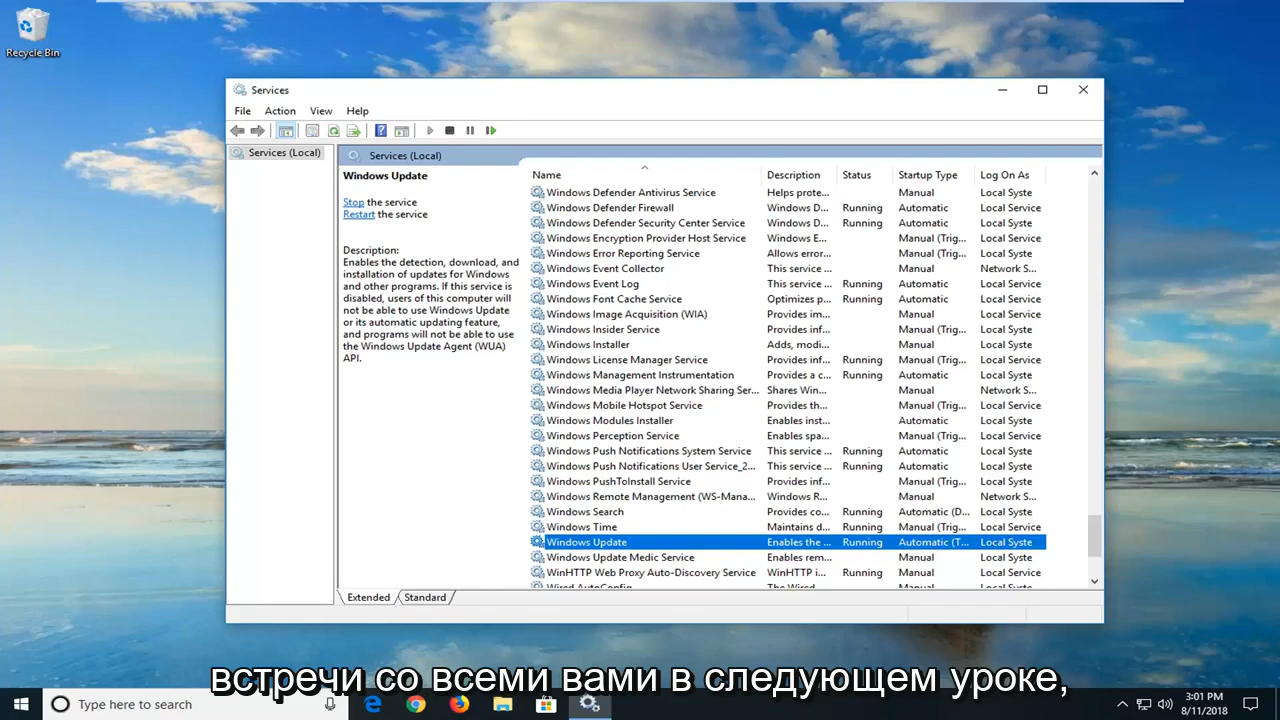 Recycle Bin
Services
File Action View Help
Services (Local)
Services (Local)
Windows Update
Stop the service
Restart the service
Description:
Enables the detection, download, and
installation of updates for Windows
and other programs. If this service is
disabled, users of this computer will
not be able to use Windows Update
or its automatic updating feature,
and programs will not be able to use
the Windows Update Agent (WUA)
API.
Name Description Status Startup Type Log On As
Windows Defender Antivirus Service Helps prote... Manual Local Syste
Windows Defender Firewall Windows D... Running Automatic Local Service
Windows Defender Security Center Service Windows D... Running Automatic Local Syste
Windows Encryption Provider Host Service Windows E... Manual (Trig... Local Service
Windows Error Reporting Service Allows error... Manual (Trig... Local Syste
Windows Event Collector This service ... Manual Network S...
Windows Event Log This service ... Running Automatic Local Service
Windows Font Cache Service Optimizes p... Running Automatic Local Service
Windows Image Acquisition (WIA) Provides im... Manual Local Service
Windows Insider Service Provides inf... Manual (Trig... Local Syste
Windows Installer Adds, modi... Manual Local Syste
Windows License Manager Service Provides inf... Running Manual (Trig... Local Service
Windows Management Instrumentation Provides a c... Running Automatic Local Syste
Windows Media Player Network Sharing Ser... Shares Win... Manual Network S...
Windows Mobile Hotspot Service Provides th... Manual (Trig... Local Service
Windows Modules Installer Enables inst... Automatic Local Syste
Windows Perception Service Enables spa... Manual (Trig... Local Service
Windows Push Notifications System Service This service ... Running Automatic Local Syste
Windows Push Notifications User Service_2... This service ... Running Automatic Local Syste
Windows PushToInstall Service Provides inf... Manual (Trig... Local Syste
Windows Remote Management (WS-Mana... Windows R... Manual Network S...
Windows Search Provides co... Running Automatic (D... Local Syste
Windows Time Maintains d... Running Manual (Trig... Local Service
Windows Update Enables the ... Running Automatic (T... Local Syste
Windows Update Medic Service Enables rem... Manual Local Syste
WinHTTP Web Proxy Auto-Discovery Service WinHTTP i... Running Manual Local Service
Wired AutoConfig The Wired Manual Local Syste
Extended Standard
встречи со всеми вами в следующем уроке,
Type here to search
3:01 PM
8/11/2018